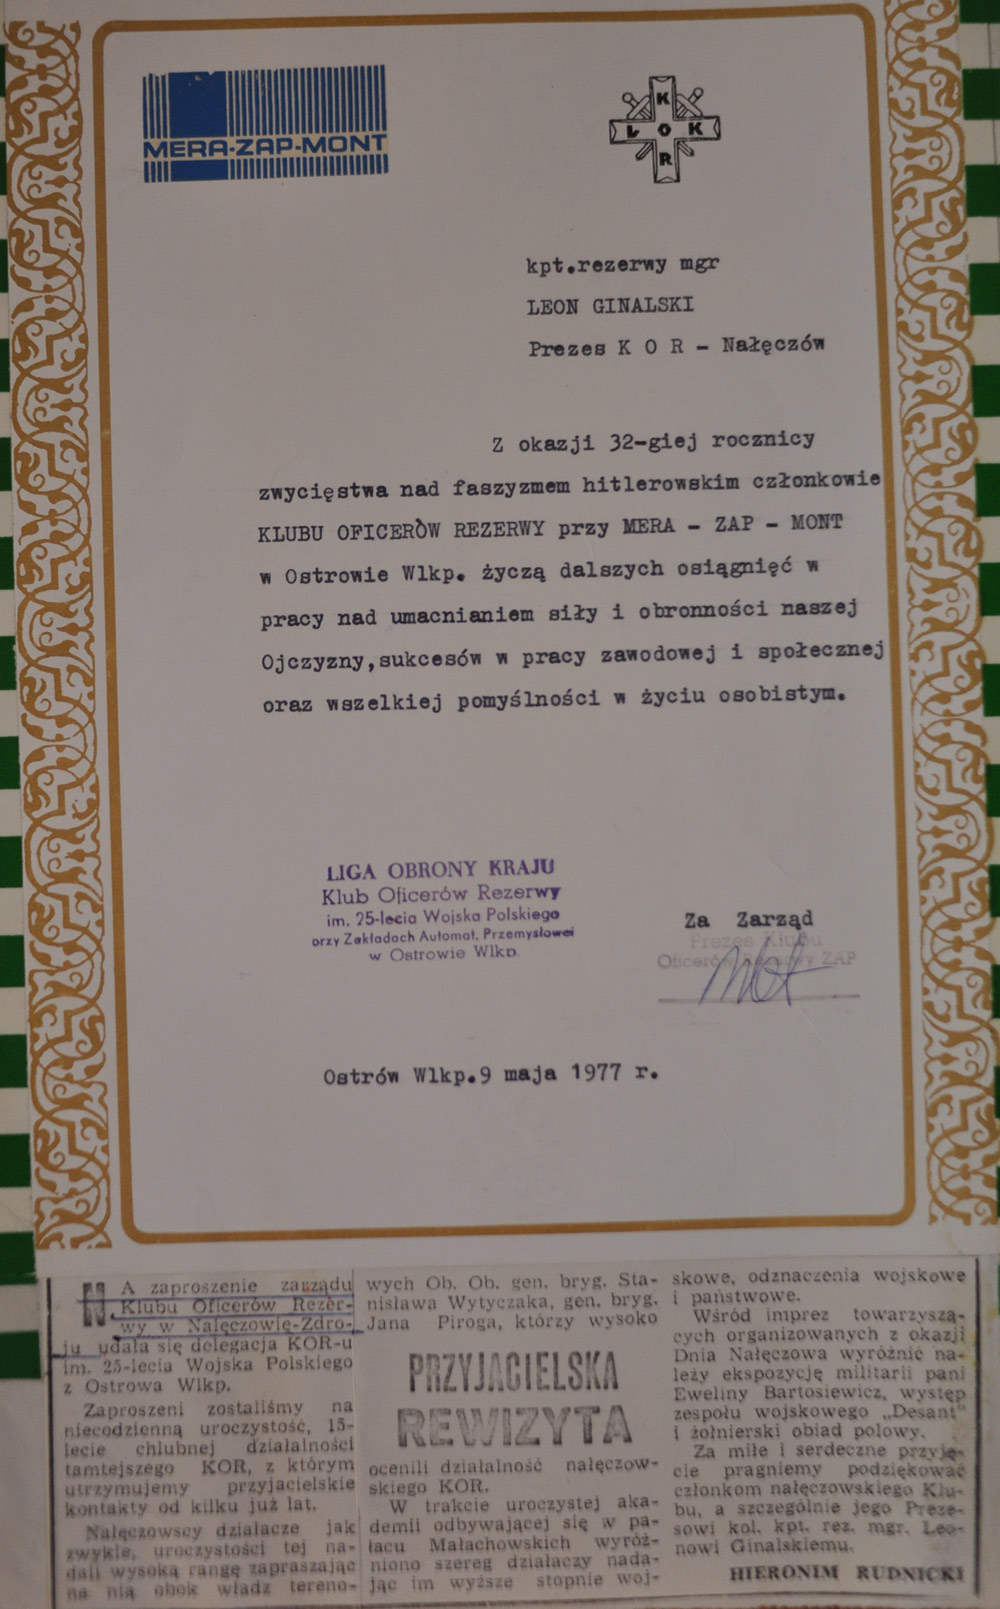 MERA-ZAP-MONT
K
L O K
R
kpt.rezerwy mgr
LEON GINALSKI
Prezes K O R - Nałęczów
Z okazji 32-giej rocznicy
zwycięstwa nad faszyzmem hitlerowskim członkowie
KLUBU OFICERÓW REZERWY przy MERA - ZAP - MONT
w Ostrowie Wlkp. życzą dalszych osiągnięć w
pracy nad umacnianiem siły i obronności naszej
Ojczyzny,sukcesów w pracy zawodowej i społecznej
oraz wszelkiej pomyślności w życiu osobistym.
LIGA OBRONY KRAJU
Klub Oficerów Rezerwy
im. 25-lecia Wojska Polskiego
przy Zakładach Automat. Przemysłowej
w Ostrowie Wlkp.
Za Zarząd
Prezes Klubu
Oficerów Rezerwy ZAP
Ostrów Wlkp.9 maja 1977 r.
NA zaproszenie zarządu
Klubu Oficerów Rezer-
wy w Nałęczowie-Zdro-
ju udała się delegacja KOR-u
im. 25-lecia Wojska Polskiego
z Ostrowa Wlkp.
Zaproszeni zostaliśmy na
niecodzienną uroczystość, 15-
lecie chlubnej działalności
tamtejszego KOR, z którym
utrzymujemy przyjacielskie
kontakty od kilku już lat.
Nałęczowscy działacze jak
zwykle, uroczystości tej na-
dali wysoką rangę zapraszając
na nią obok władz tereno-
wych Ob. Ob. gen. bryg. Sta-
nisława Wytyczaka, gen. bryg.
Jana Piroga, którzy wysoko
PRZYJACIELSKA
REWIZYTA
ocenili działalność nałęczow-
skiego KOR.
W trakcie uroczystej aka-
demii odbywającej się w pa-
łacu Małachowskich wyróż-
niono szereg działaczy nada-
jąc im wyższe stopnie woj-
skowe, odznaczenia wojskowe
i państwowe.
Wśród imprez towarzyszą-
cych organizowanych z okazji
Dnia Nałęczowa wyróżnić na-
leży ekspozycję militarii pani
Eweliny Bartosiewicz, występ
zespołu wojskowego „Desant"
i żołnierski obiad polowy.
Za miłe i serdeczne przyję-
cie pragniemy podziękować
członkom nałęczowskiego Klu-
bu, a szczególnie jego Preze-
sowi kol. kpt. rez. mgr. Leo-
nowi Ginalskiemu.
HIERONIM RUDNICKI